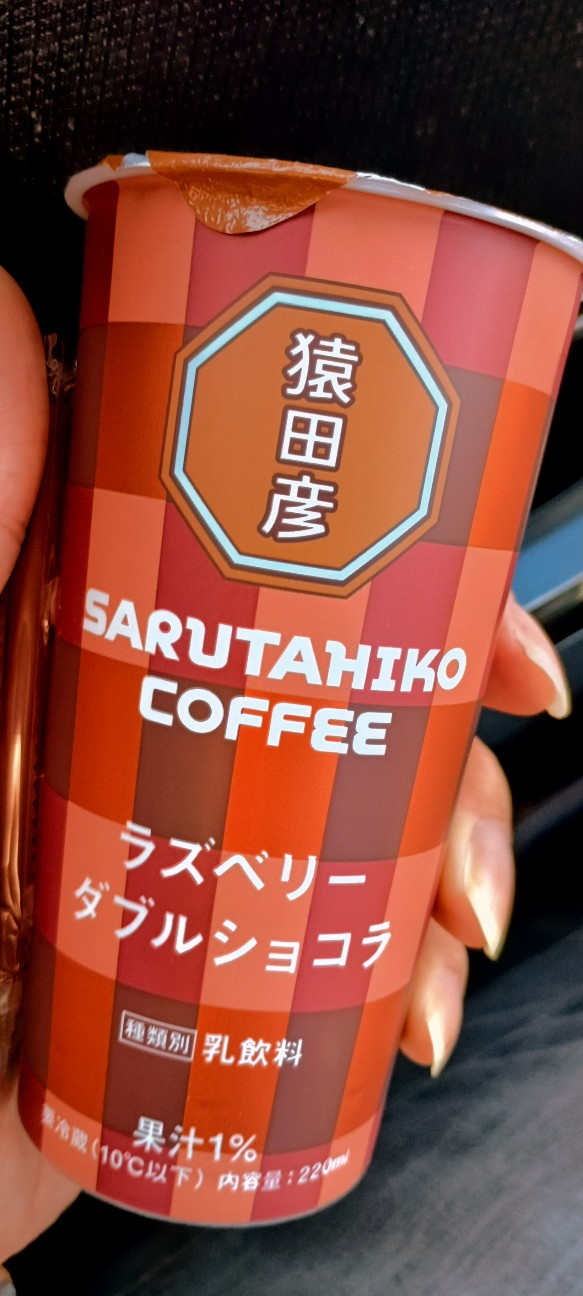 猿田彦
SARUTAHIKO
COFFEE
ラズベリー
ダブルショコラ
種類別 乳飲料
果汁1%
要冷蔵(10℃以下) 内容量:220ml